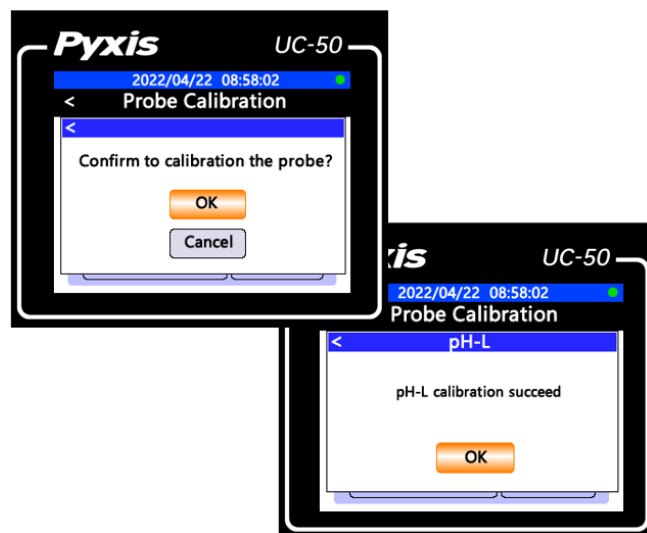 Pyxis UC-50
2022/04/22 08:58:02
< Probe Calibration
<
Confirm to calibration the probe?
OK
Cancel
is UC-50
2022/04/22 08:58:02
Probe Calibration
< pH-L
pH-L calibration succeed
OK